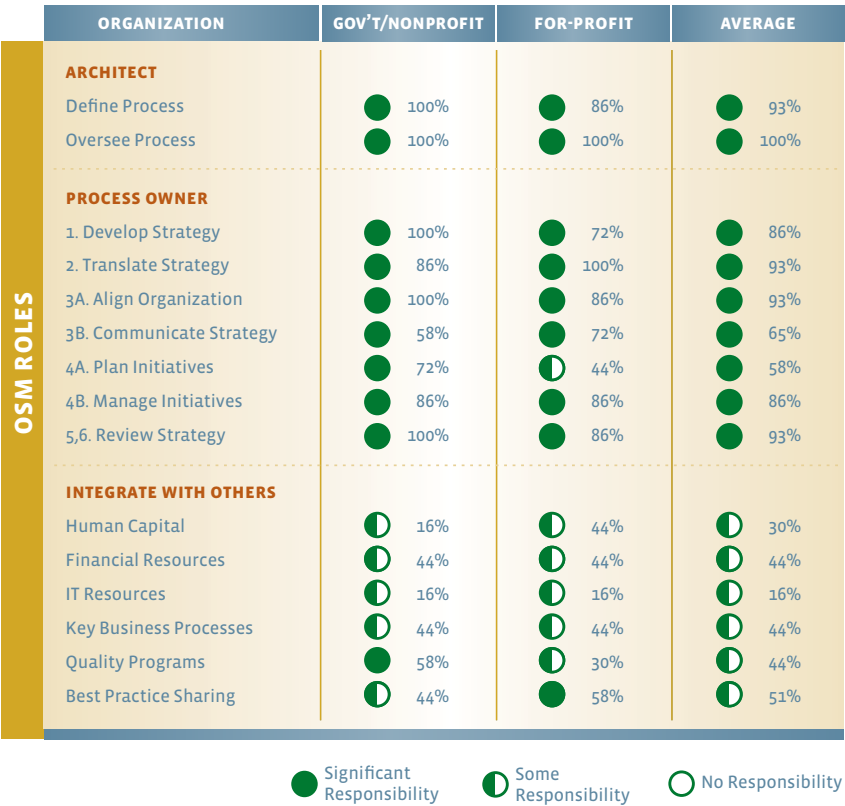 ORGANIZATION GOV'T/NONPROFIT FOR-PROFIT AVERAGE
OSM ROLES
ARCHITECT
Define Process 100% 86% 93%
Oversee Process 100% 100% 100%
PROCESS OWNER
1. Develop Strategy 100% 72% 86%
2. Translate Strategy 86% 100% 93%
3A. Align Organization 100% 86% 93%
3B. Communicate Strategy 58% 72% 65%
4A. Plan Initiatives 72% 44% 58%
4B. Manage Initiatives 86% 86% 86%
5,6. Review Strategy 100% 86% 93%
INTEGRATE WITH OTHERS
Human Capital 16% 44% 30%
Financial Resources 44% 44% 44%
IT Resources 16% 16% 16%
Key Business Processes 44% 44% 44%
Quality Programs 58% 30% 44%
Best Practice Sharing 44% 58% 51%
Significant Responsibility
Some Responsibility
No Responsibility